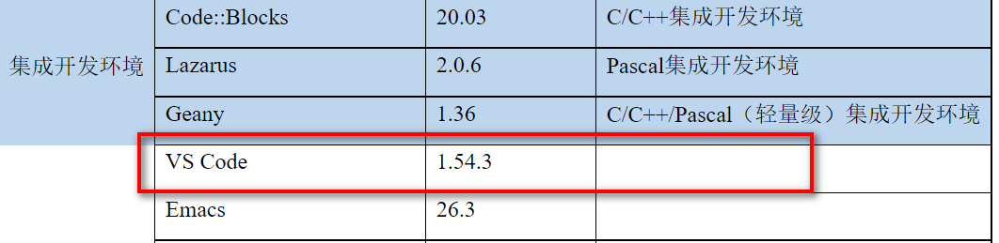 Code::Blocks 20.03 C/C++集成开发环境
集成开发环境 Lazarus 2.0.6 Pascal集成开发环境
Geany 1.36 C/C++/Pascal（轻量级）集成开发环境
VS Code 1.54.3
Emacs 26.3